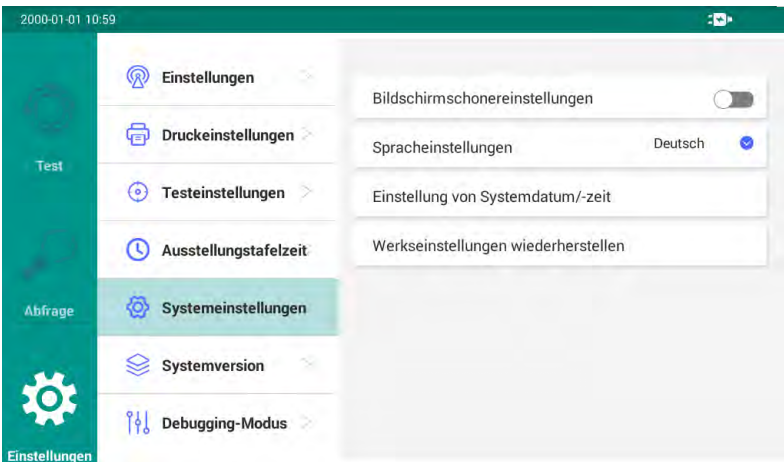 2000-01-01 10:59
Test
Abfrage
Einstellungen
Einstellungen
Druckeinstellungen
Testeinstellungen
Ausstellungstafelzeit
Systemeinstellungen
Systemversion
Debugging-Modus
Bildschirmschonereinstellungen
Spracheinstellungen Deutsch
Einstellung von Systemdatum/-zeit
Werkseinstellungen wiederherstellen